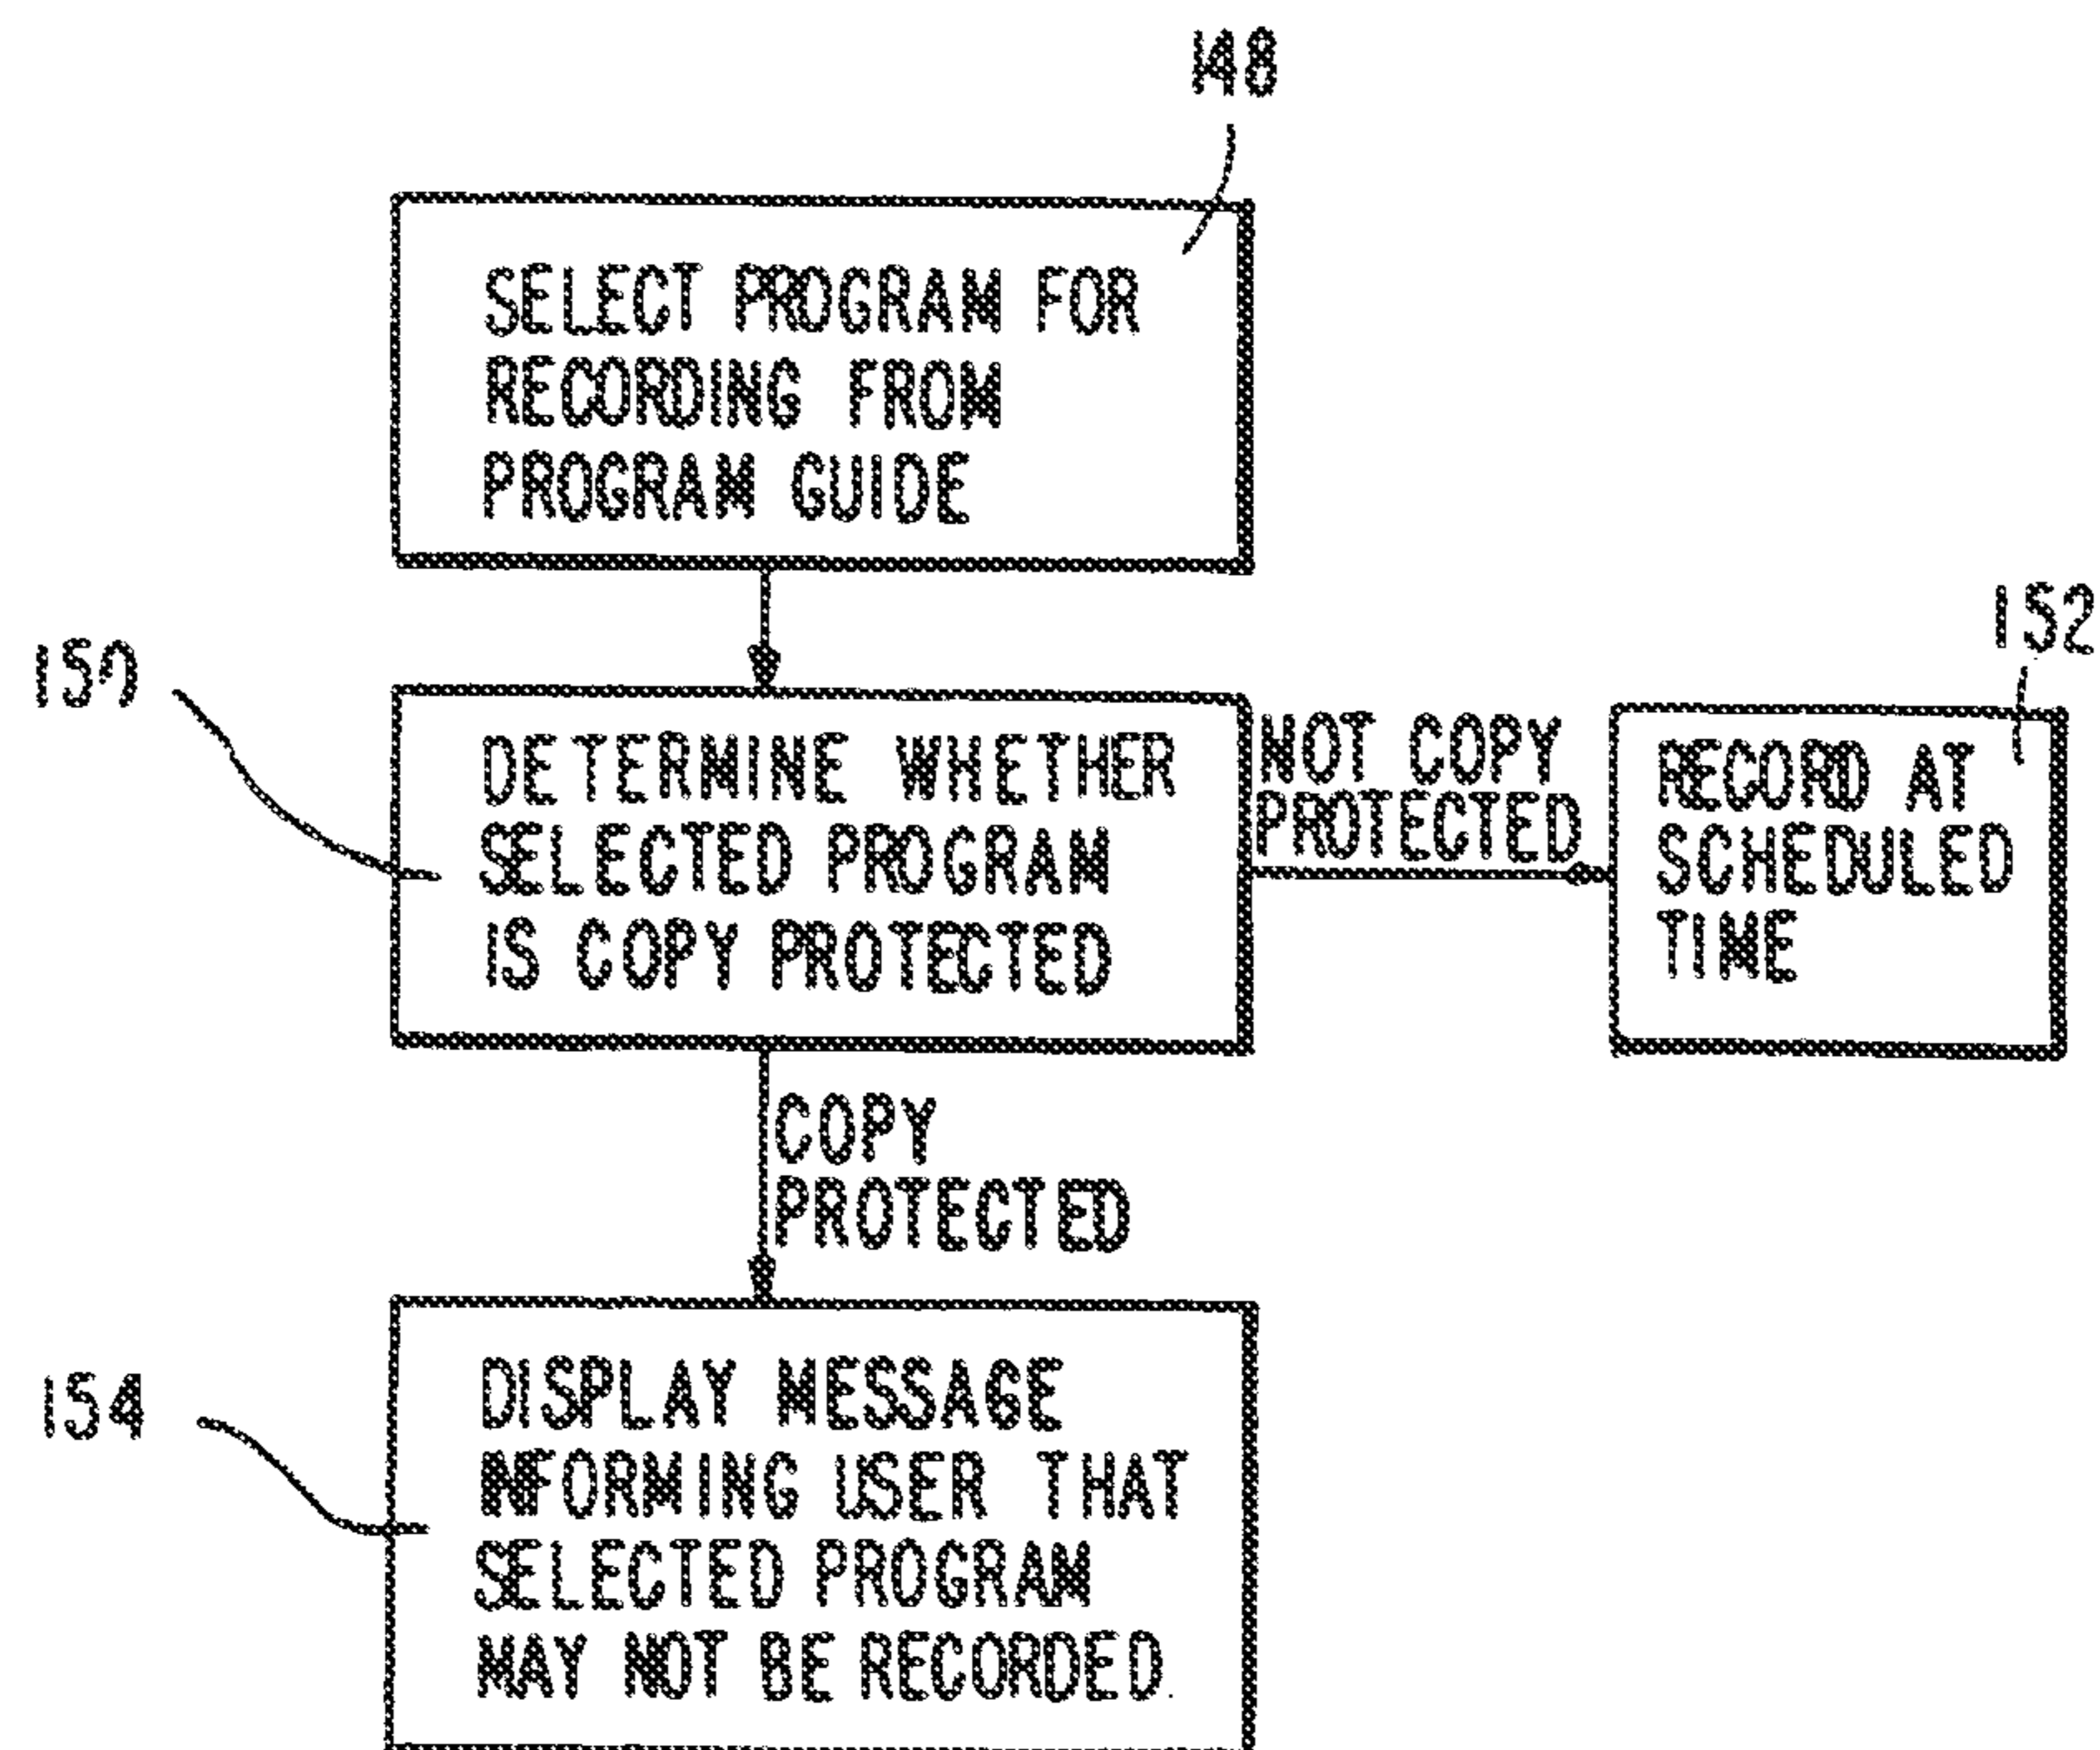 148
SELECT PROGRAM FOR
RECORDING FROM
PROGRAM GUIDE
150
DETERMINE WHETHER
SELECTED PROGRAM
IS COPY PROTECTED
NOT COPY
PROTECTED
152
RECORD AT
SCHEDULED
TIME
COPY
PROTECTED
154
DISPLAY MESSAGE
INFORMING USER THAT
SELECTED PROGRAM
MAY NOT BE RECORDED.